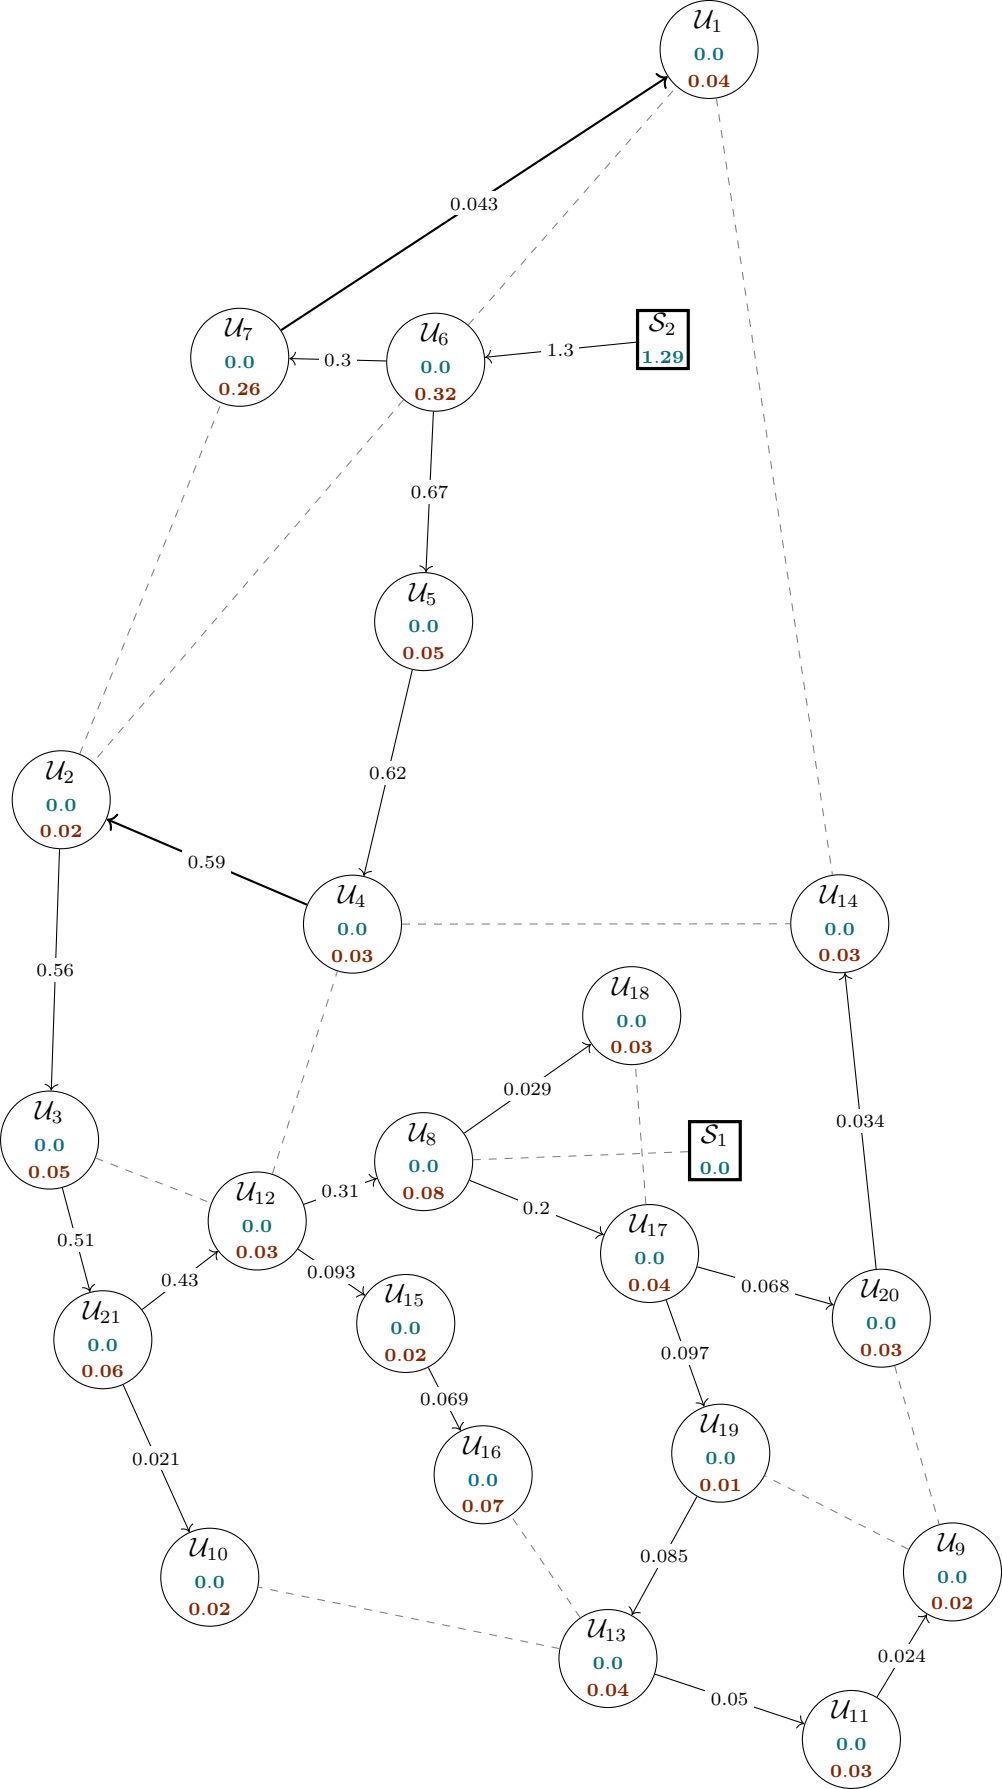 𝒰₁
0.0
0.04
0.043
𝒰₇
0.0
0.26
0.3
𝒰₆
0.0
0.32
1.3
𝒮₂
1.29
0.67
𝒰₅
0.0
0.05
0.62
𝒰₂
0.0
0.02
0.59
𝒰₄
0.0
0.03
𝒰₁₄
0.0
0.03
0.56
𝒰₁₈
0.0
0.03
0.029
0.034
𝒰₃
0.0
0.05
𝒰₈
0.0
0.08
𝒮₁
0.0
𝒰₁₂
0.0
0.03
0.31
0.2
𝒰₁₇
0.0
0.04
0.51
0.43
0.093
0.068
𝒰₂₁
0.0
0.06
𝒰₁₅
0.0
0.02
𝒰₂₀
0.0
0.03
0.097
0.069
0.021
𝒰₁₆
0.0
0.07
𝒰₁₉
0.0
0.01
0.085
𝒰₁₀
0.0
0.02
𝒰₉
0.0
0.02
𝒰₁₃
0.0
0.04
0.024
0.05
𝒰₁₁
0.0
0.03